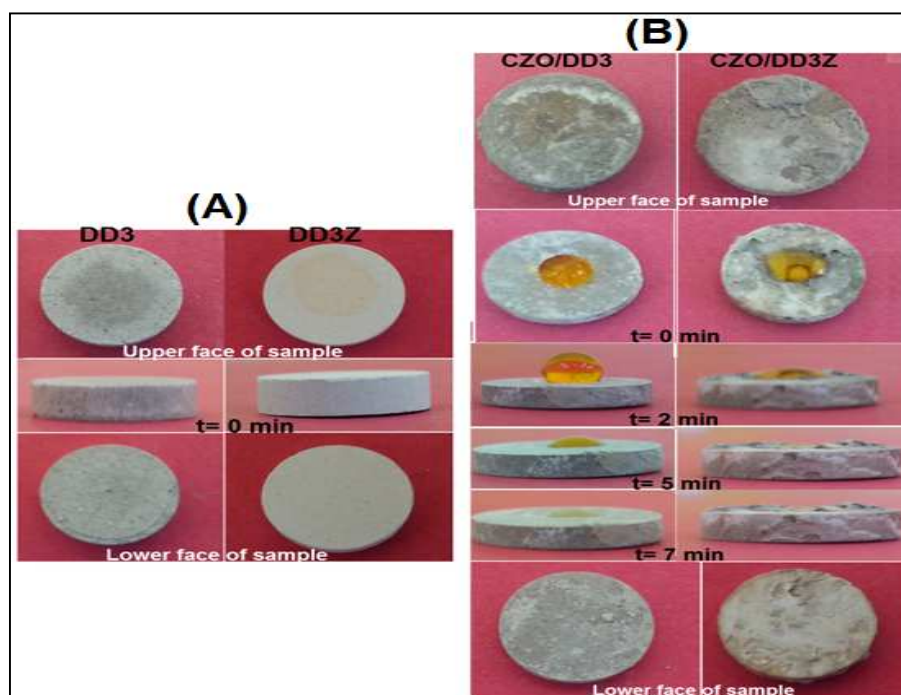 (A)
DD3 DD3Z
Upper face of sample
t= 0 min
Lower face of sample
(B)
CZO/DD3 CZO/DD3Z
Upper face of sample
t= 0 min
t= 2 min
t= 5 min
t= 7 min
Lower face of sample